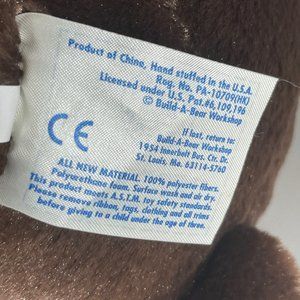 Product of China, Hand stuffed in the U.S.A.
Reg. No. PA-10709(HK)
Licensed under U.S. Pat.#6,109,196
© Build-A-Bear Workshop
CE
If lost, return to:
Build-A-Bear Workshop
1954 Innerbelt Bus. Ctr. Dr.
St. Louis, Mo. 63114-5760
ALL NEW MATERIAL. 100% polyester fibers.
Polyurethane foam. Surface wash and air dry.
This product meets A.S.T.M. toy safety standards.
Please remove ribbon, tags, clothing and all trims
before giving to a child under the age of three.